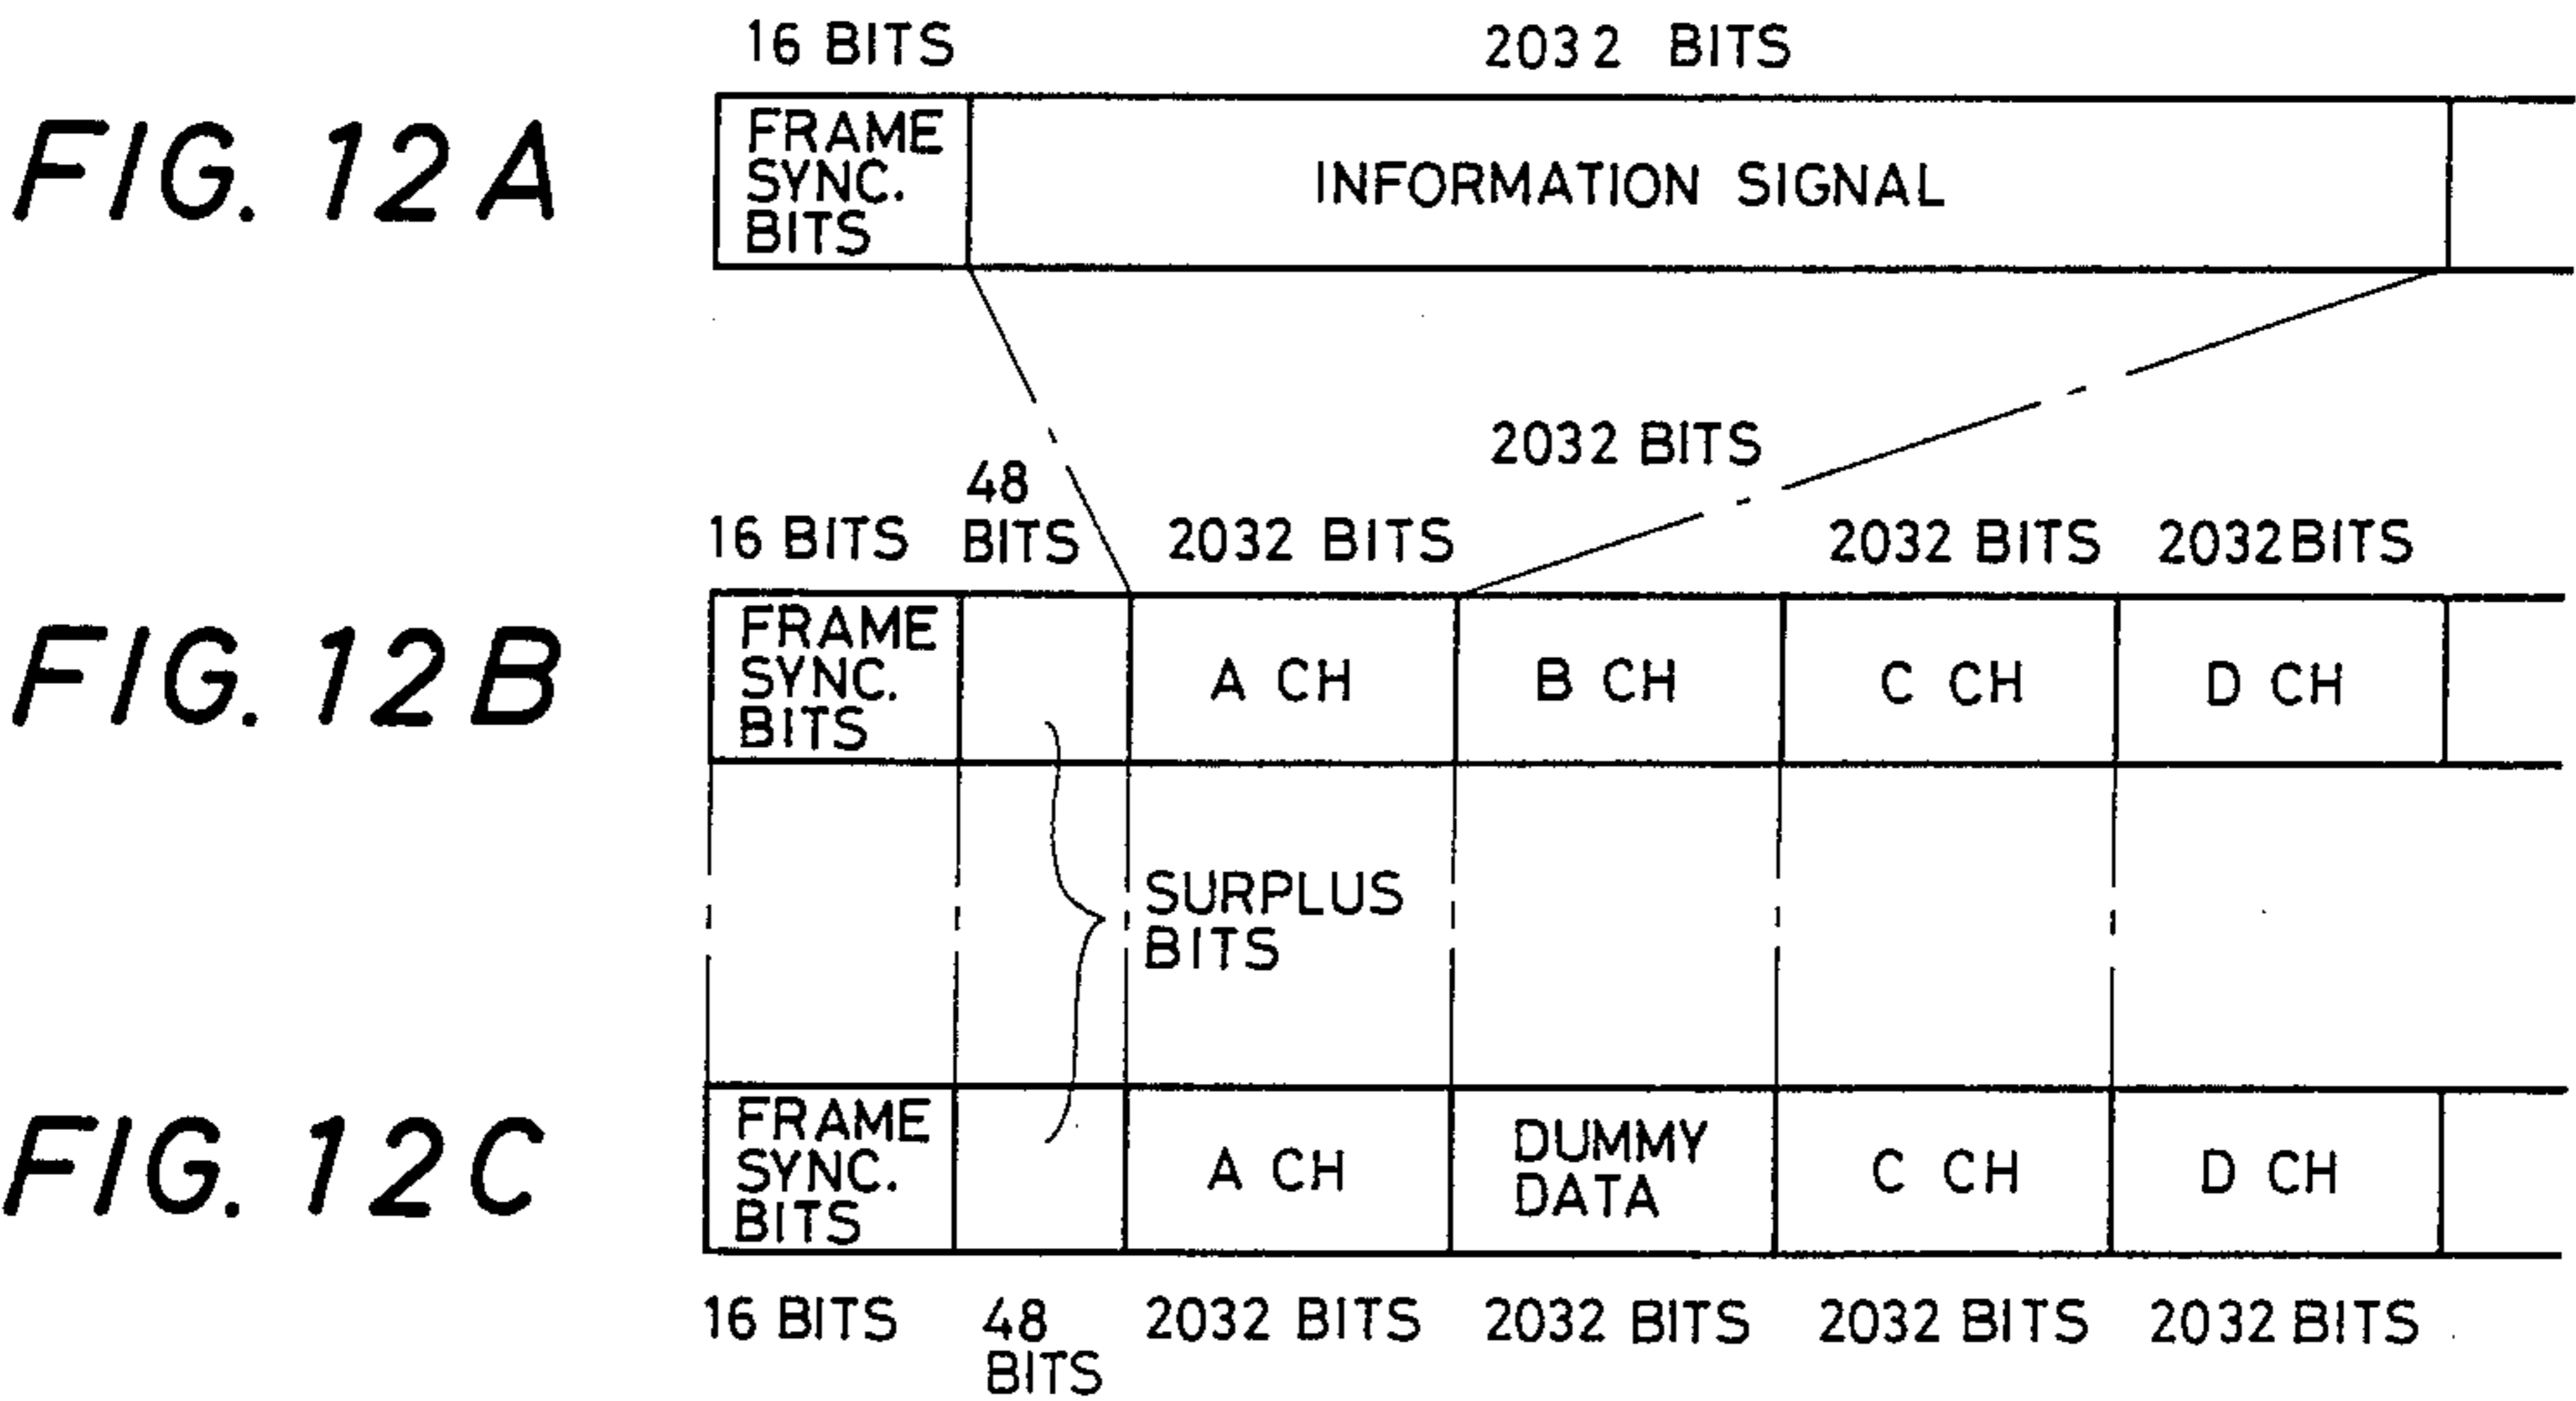 16 BITS 2032 BITS
FIG. 12A
FRAME
SYNC.
BITS
INFORMATION SIGNAL
2032 BITS
16 BITS
48
BITS
2032 BITS
2032 BITS
2032 BITS
FIG. 12B
FRAME
SYNC.
BITS
A CH
B CH
C CH
D CH
SURPLUS
BITS
FIG. 12C
FRAME
SYNC.
BITS
A CH
DUMMY
DATA
C CH
D CH
16 BITS
48
BITS
2032 BITS
2032 BITS
2032 BITS
2032 BITS